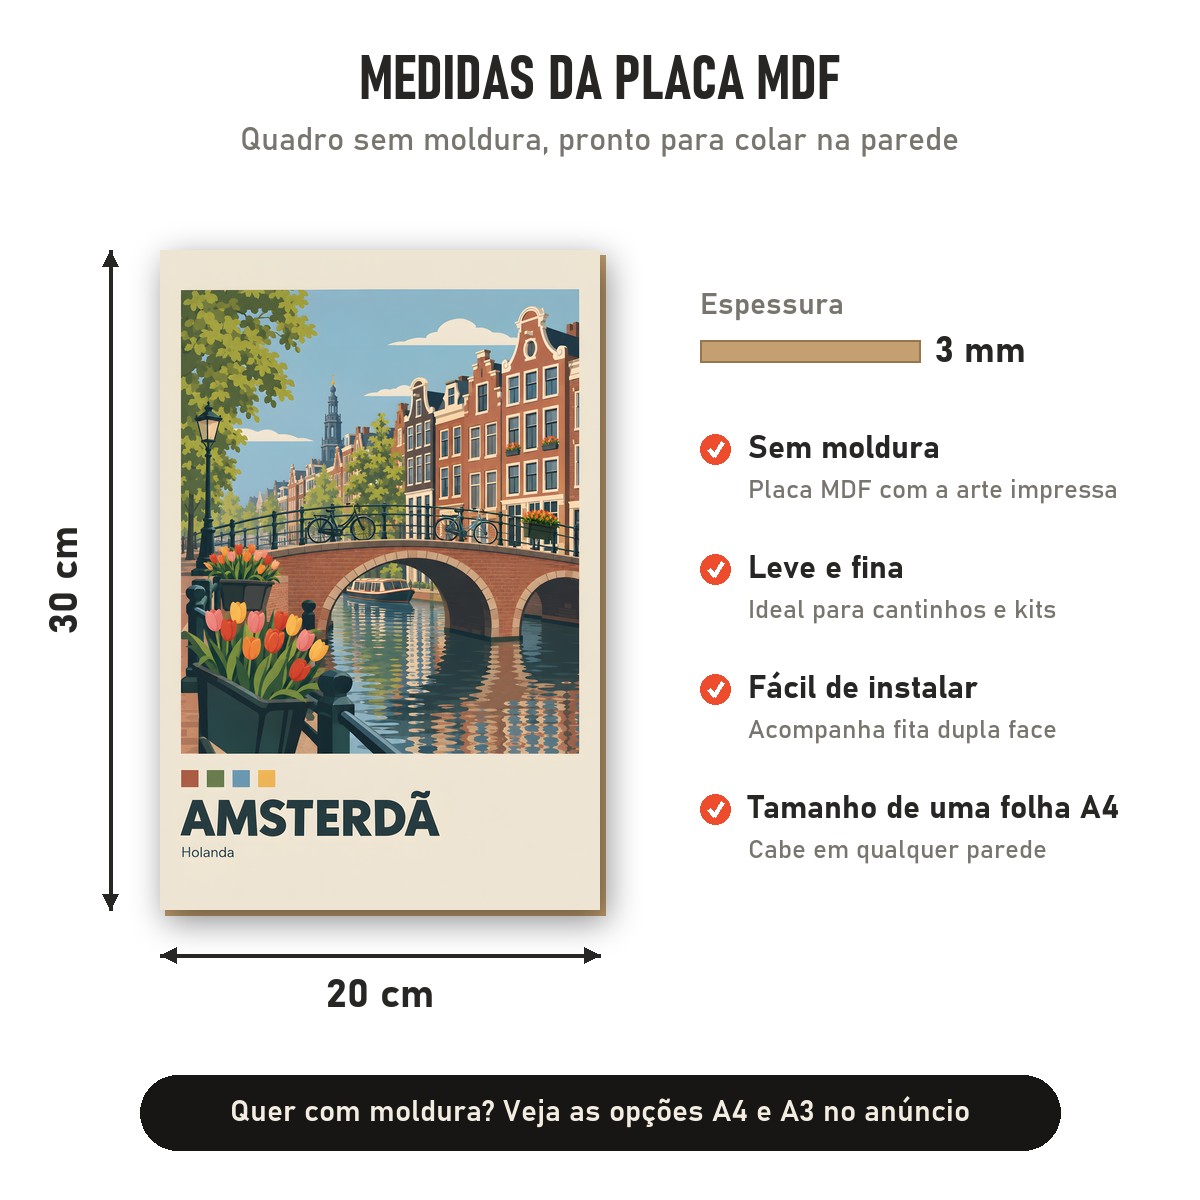 MEDIDAS DA PLACA MDF
Quadro sem moldura, pronto para colar na parede
30 cm
AMSTERDÃ
Holanda
20 cm
Espessura
3 mm
Sem moldura
Placa MDF com a arte impressa
Leve e fina
Ideal para cantinhos e kits
Fácil de instalar
Acompanha fita dupla face
Tamanho de uma folha A4
Cabe em qualquer parede
Quer com moldura? Veja as opções A4 e A3 no anúncio